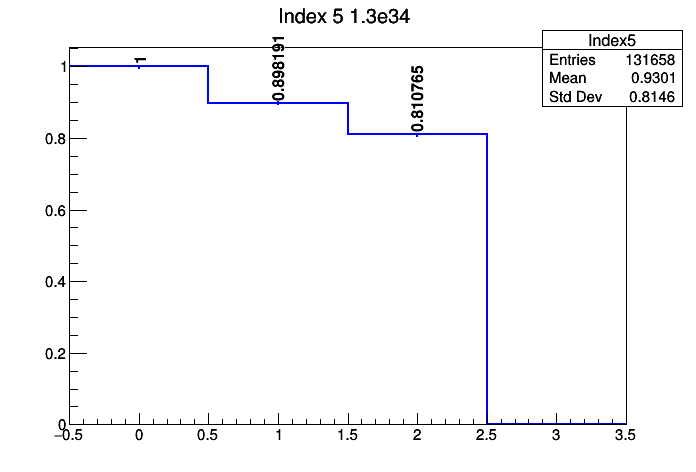 Index 5 1.3e34
Index5
Entries 131658
Mean 0.9301
Std Dev 0.8146
1
0.898191
0.810765
1
0.8
0.6
0.4
0.2
0
−0.5 0 0.5 1 1.5 2 2.5 3 3.5